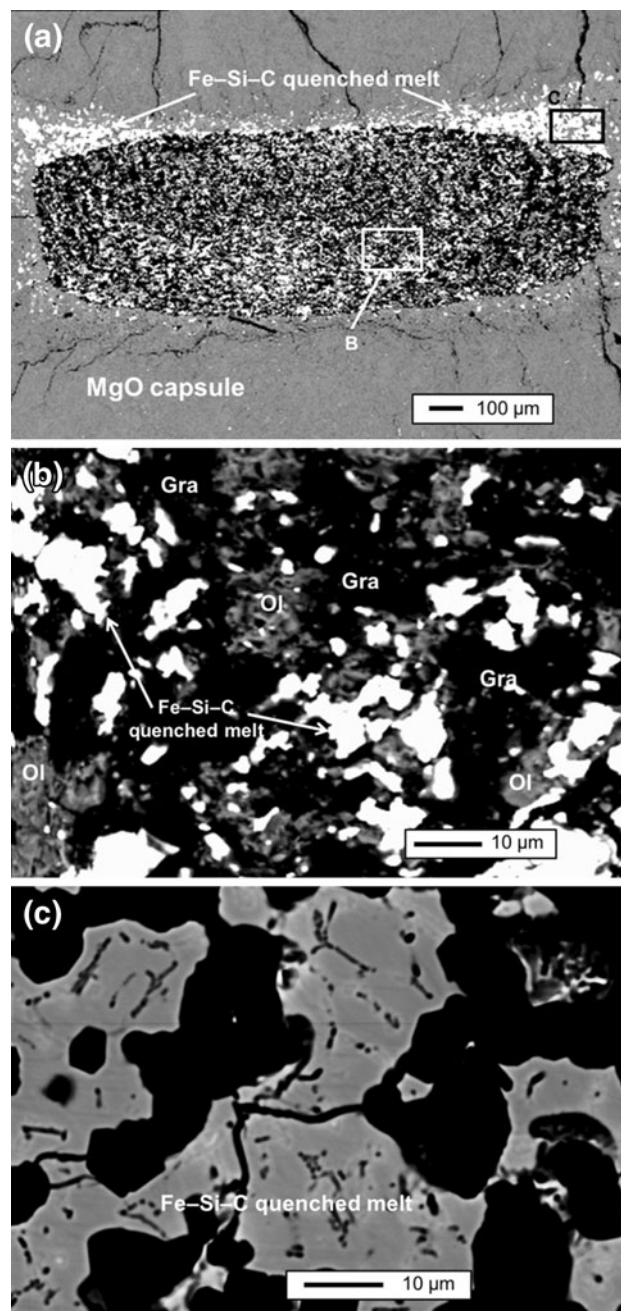 (a)
Fe–Si–C quenched melt
C
B
MgO capsule
100 µm
(b)
Gra
Gra
Ol
Gra
Fe–Si–C
quenched melt
Ol
Ol
10 µm
(c)
Fe–Si–C quenched melt
10 µm